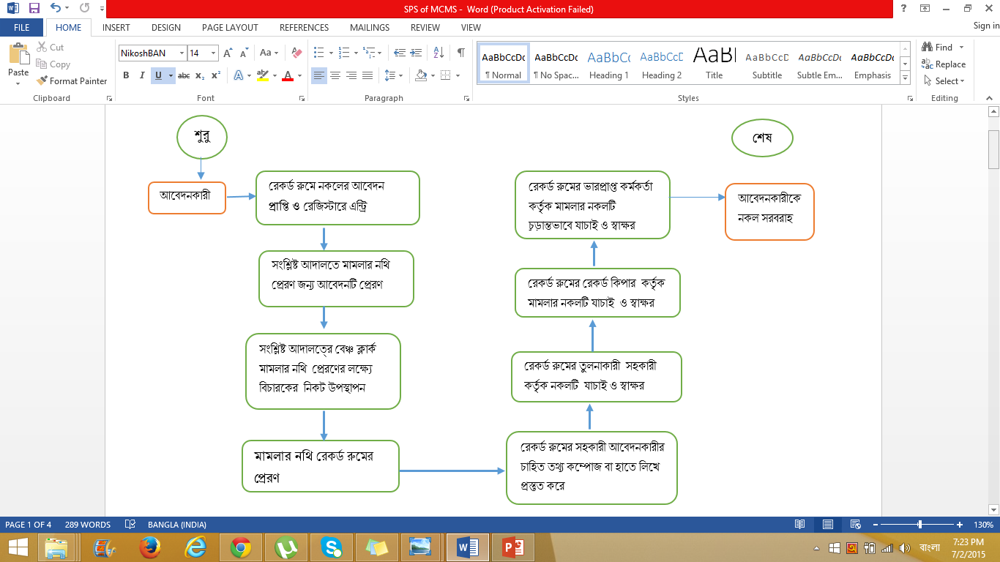 SPS of MCMS - Word (Product Activation Failed)
FILE HOME INSERT DESIGN PAGE LAYOUT REFERENCES MAILINGS REVIEW VIEW Sign in
Paste
Cut
Copy
Format Painter
Clipboard
NikoshBAN 14
Font
Paragraph
AaBbCcDc AaBbCcDc AaBbCc AaBbCcD AaBl AaBbCcD AaBbCcDc AaBbCcDc
¶ Normal ¶ No Spac... Heading 1 Heading 2 Title Subtitle Subtle Em... Emphasis
Styles
Find
Replace
Select
Editing
শুরু
আবেদনকারী
রেকর্ড রুমে নকলের আবেদন
প্রাপ্তি ও রেজিস্টারে এন্ট্রি
সংশ্লিষ্ট আদালতে মামলার নথি
প্রেরণ জন্য আবেদনটি প্রেরণ
সংশ্লিষ্ট আদালত্রে বেঞ্চ ক্লার্ক
মামলার নথি প্রেরণের লক্ষ্যে
বিচারকের নিকট উপস্থাপন
মামলার নথি রেকর্ড রুমের
প্রেরণ
রেকর্ড রুমের সহকারী আবেদনকারীর
চাহিত তথ্য কম্পোজ বা হাতে লিখে
প্রস্তুত করে
রেকর্ড রুমের তুলনাকারী সহকারী
কর্তৃক নকলটি যাচাই ও স্বাক্ষর
রেকর্ড রুমের রেকর্ড কিপার কর্তৃক
মামলার নকলটি যাচাই ও স্বাক্ষর
রেকর্ড রুমের ভারপ্রাপ্ত কর্মকর্তা
কর্তৃক মামলার নকলটি
চূড়ান্তভাবে যাচাই ও স্বাক্ষর
আবেদনকারীকে
নকল সরবরাহ
শেষ
PAGE 1 OF 4 289 WORDS BANGLA (INDIA) 130%
বাংলা
7:23 PM
7/2/2015